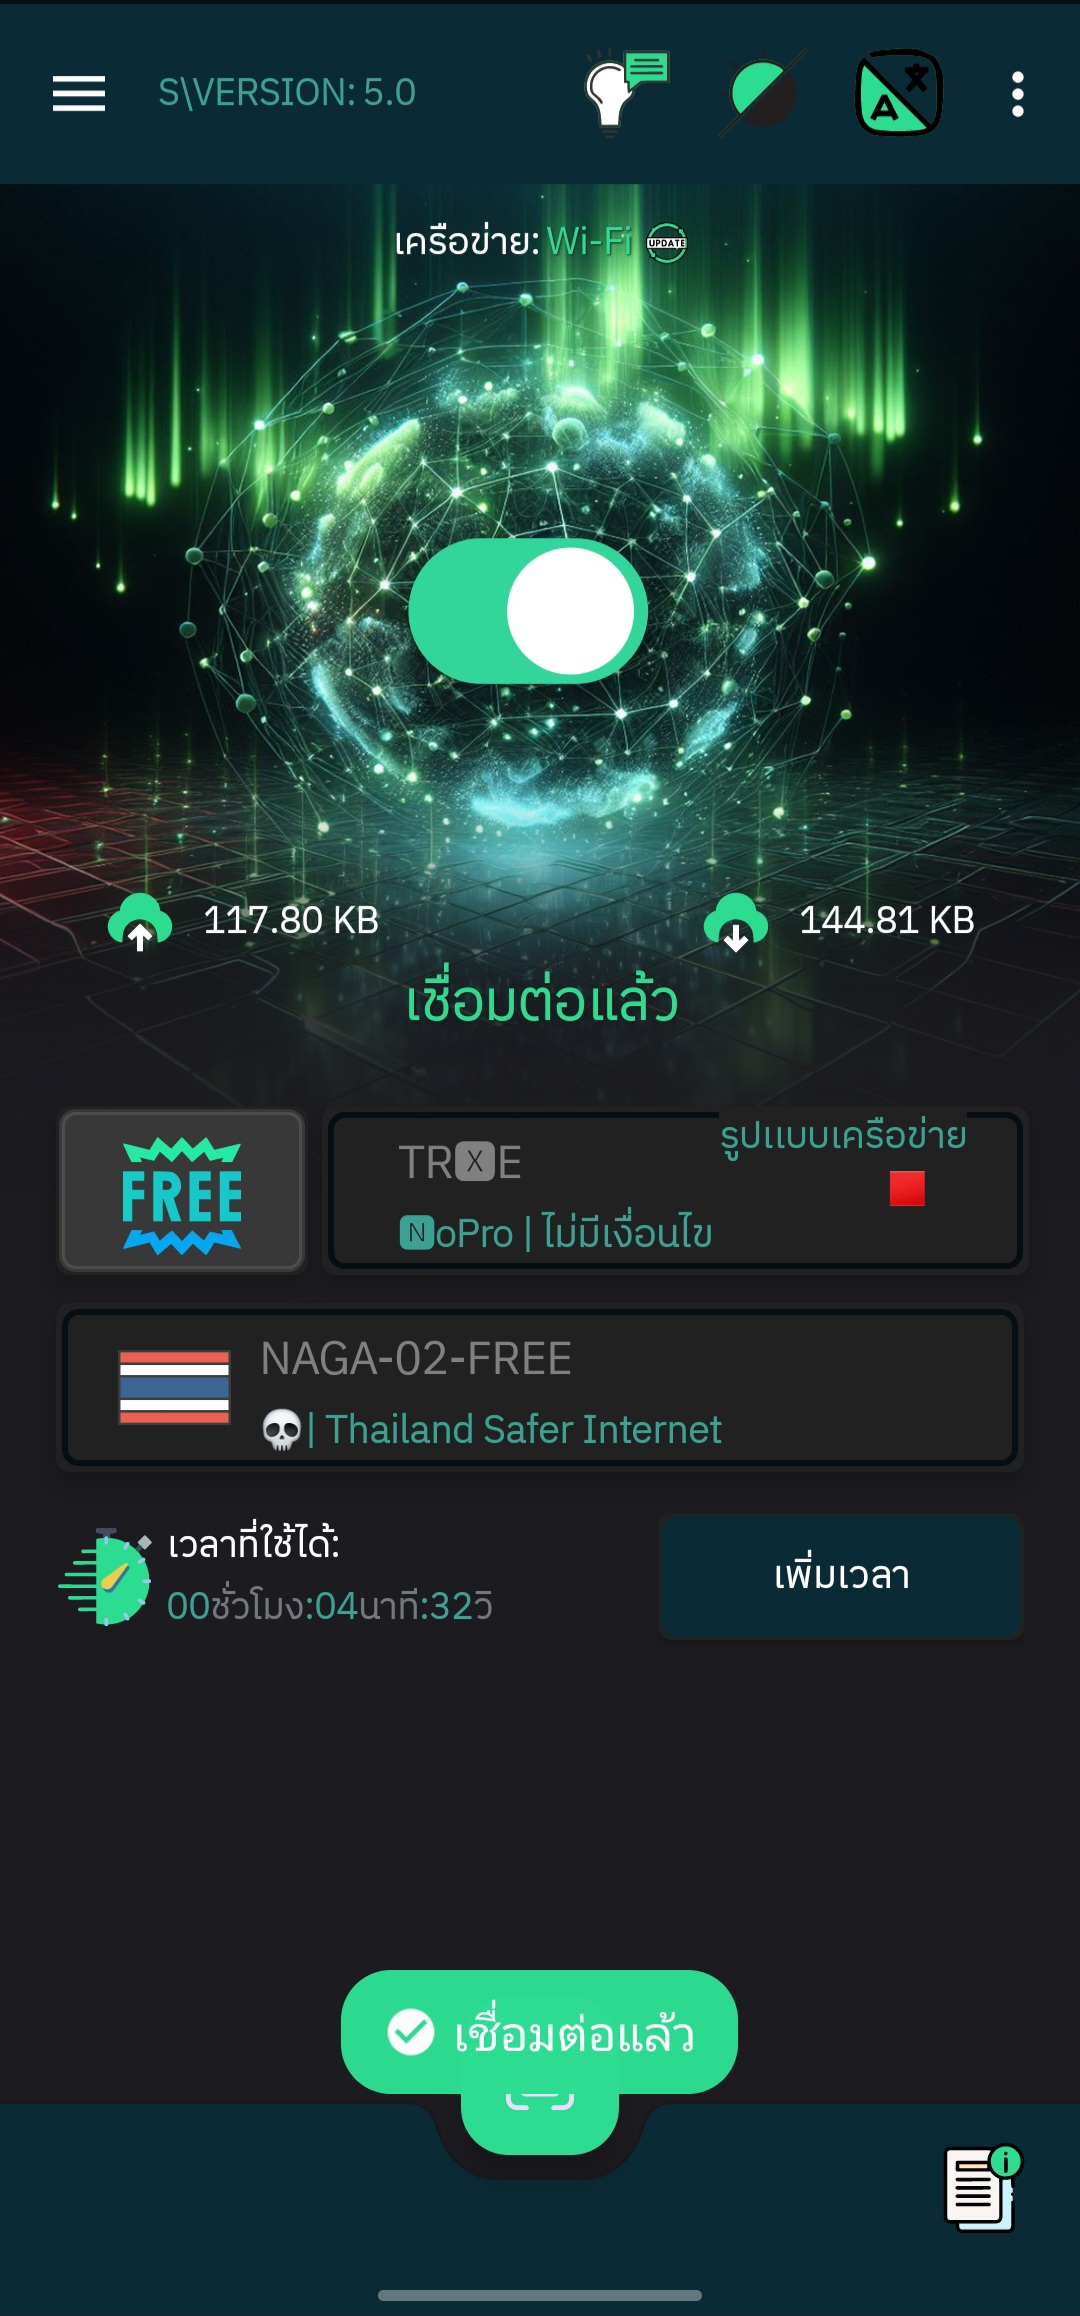 S\VERSION: 5.0
เครือข่าย: Wi-Fi UPDATE
117.80 KB
144.81 KB
เชื่อมต่อแล้ว
FREE
รูปแบบเครือข่าย
TR🆇E
🅽oPro | ไม่มีเงื่อนไข
NAGA-02-FREE
💀| Thailand Safer Internet
เวลาที่ใช้ได้:
00ชั่วโมง:04นาที:32วิ
เพิ่มเวลา
เชื่อมต่อแล้ว